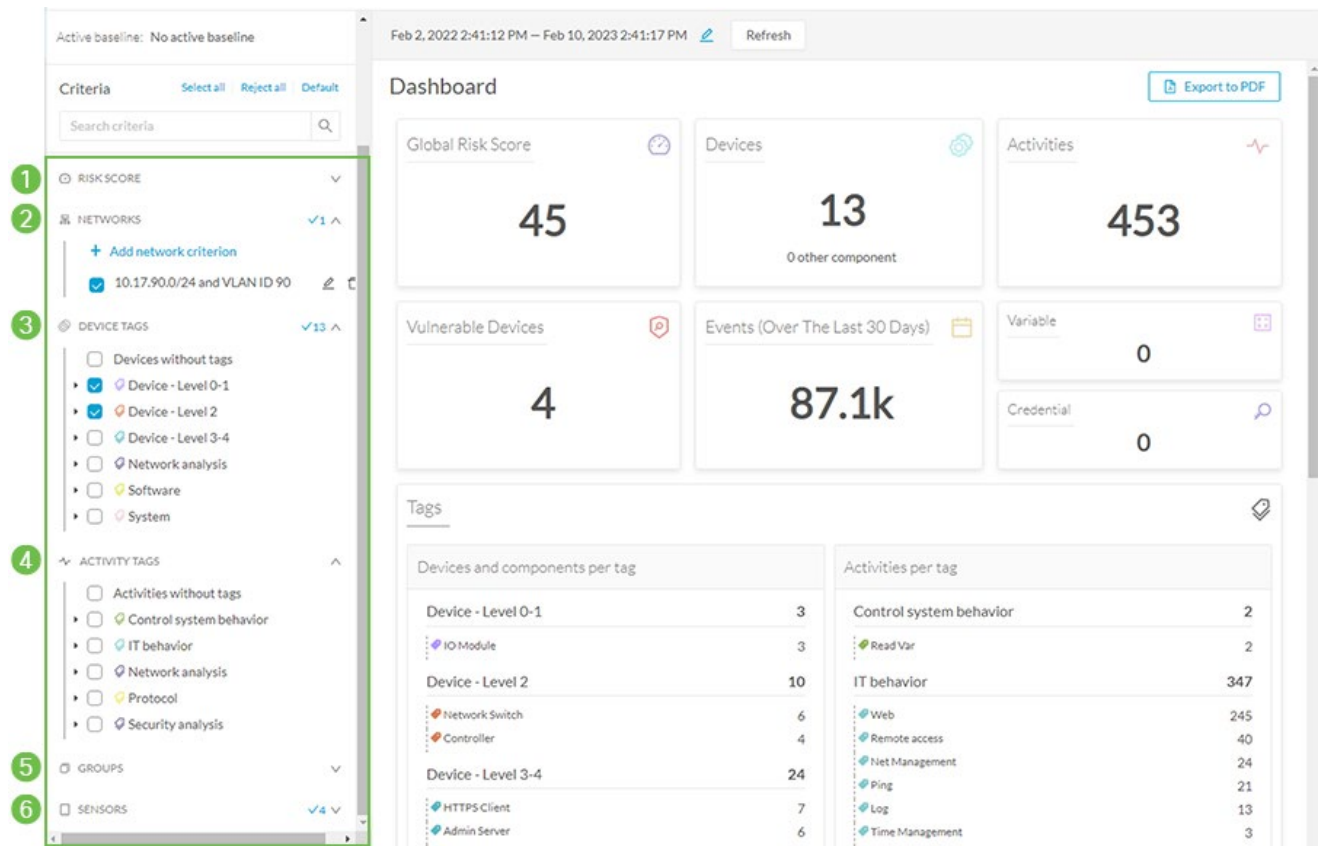 Active baseline: No active baseline
Criteria Select all Reject all Default
Search criteria
1 RISK SCORE
2 NETWORKS 1
+ Add network criterion
10.17.90.0/24 and VLAN ID 90
3 DEVICE TAGS 13
Devices without tags
Device - Level 0-1
Device - Level 2
Device - Level 3-4
Network analysis
Software
System
4 ACTIVITY TAGS
Activities without tags
Control system behavior
IT behavior
Network analysis
Protocol
Security analysis
5 GROUPS
6 SENSORS 4
Feb 2, 2022 2:41:12 PM — Feb 10, 2023 2:41:17 PM Refresh
Dashboard
Export to PDF
Global Risk Score
45
Devices
13
0 other component
Activities
453
Vulnerable Devices
4
Events (Over The Last 30 Days)
87.1k
Variable
0
Credential
0
Tags
Devices and components per tag
Device - Level 0-1 3
IO Module 3
Device - Level 2 10
Network Switch 6
Controller 4
Device - Level 3-4 24
HTTPS Client 7
Admin Server 6
Activities per tag
Control system behavior 2
Read Var 2
IT behavior 347
Web 245
Remote access 40
Net Management 24
Ping 21
Log 13
Time Management 3